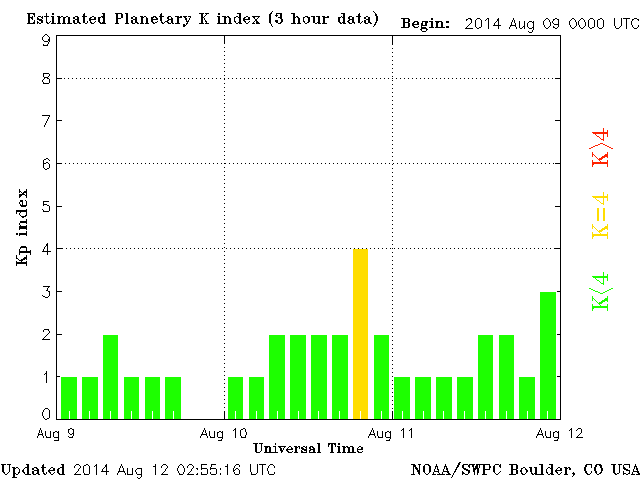 Estimated Planetary K index (3 hour data) Begin: 2014 Aug 09 0000 UTC
9
8
7
6
5
4
3
2
1
0
Kp index
K>4
K=4
K<4
Aug 9 Aug 10 Aug 11 Aug 12
Universal Time
Updated 2014 Aug 12 02:55:16 UTC NOAA/SWPC Boulder, CO USA